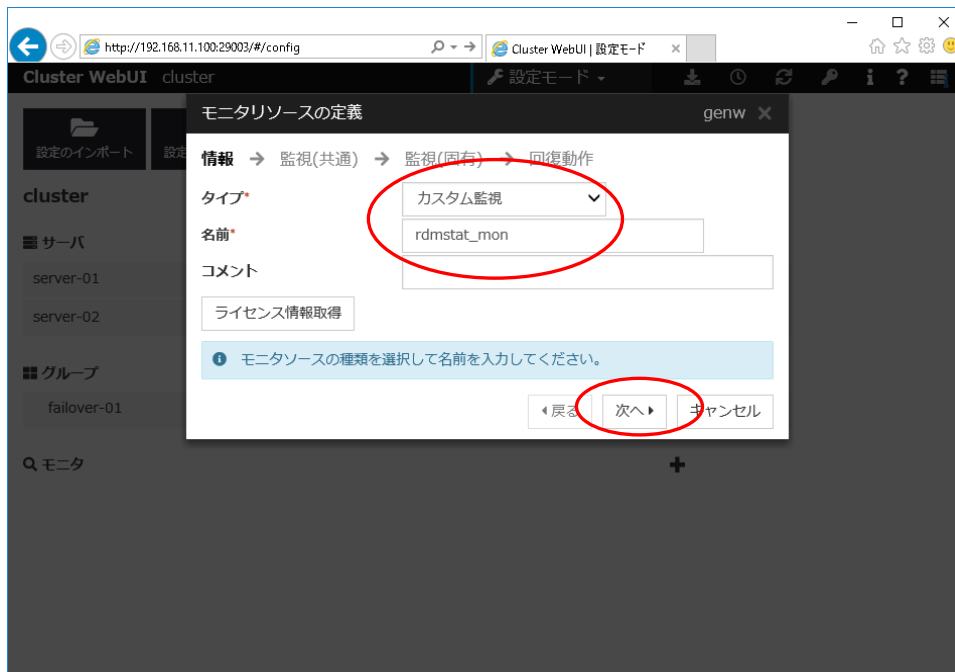 http://192.168.11.100:29003/#/config
Cluster WebUI | 設定モード
Cluster WebUI cluster
設定モード
モニタリソースの定義 genw
設定のインポート
設定
情報 → 監視(共通) → 監視(固有) → 回復動作
cluster
タイプ* カスタム監視
名前* rdmstat_mon
サーバ
コメント
server-01
ライセンス情報取得
server-02
モニタソースの種類を選択して名前を入力してください。
グループ
failover-01
戻る 次へ キャンセル
モニタ